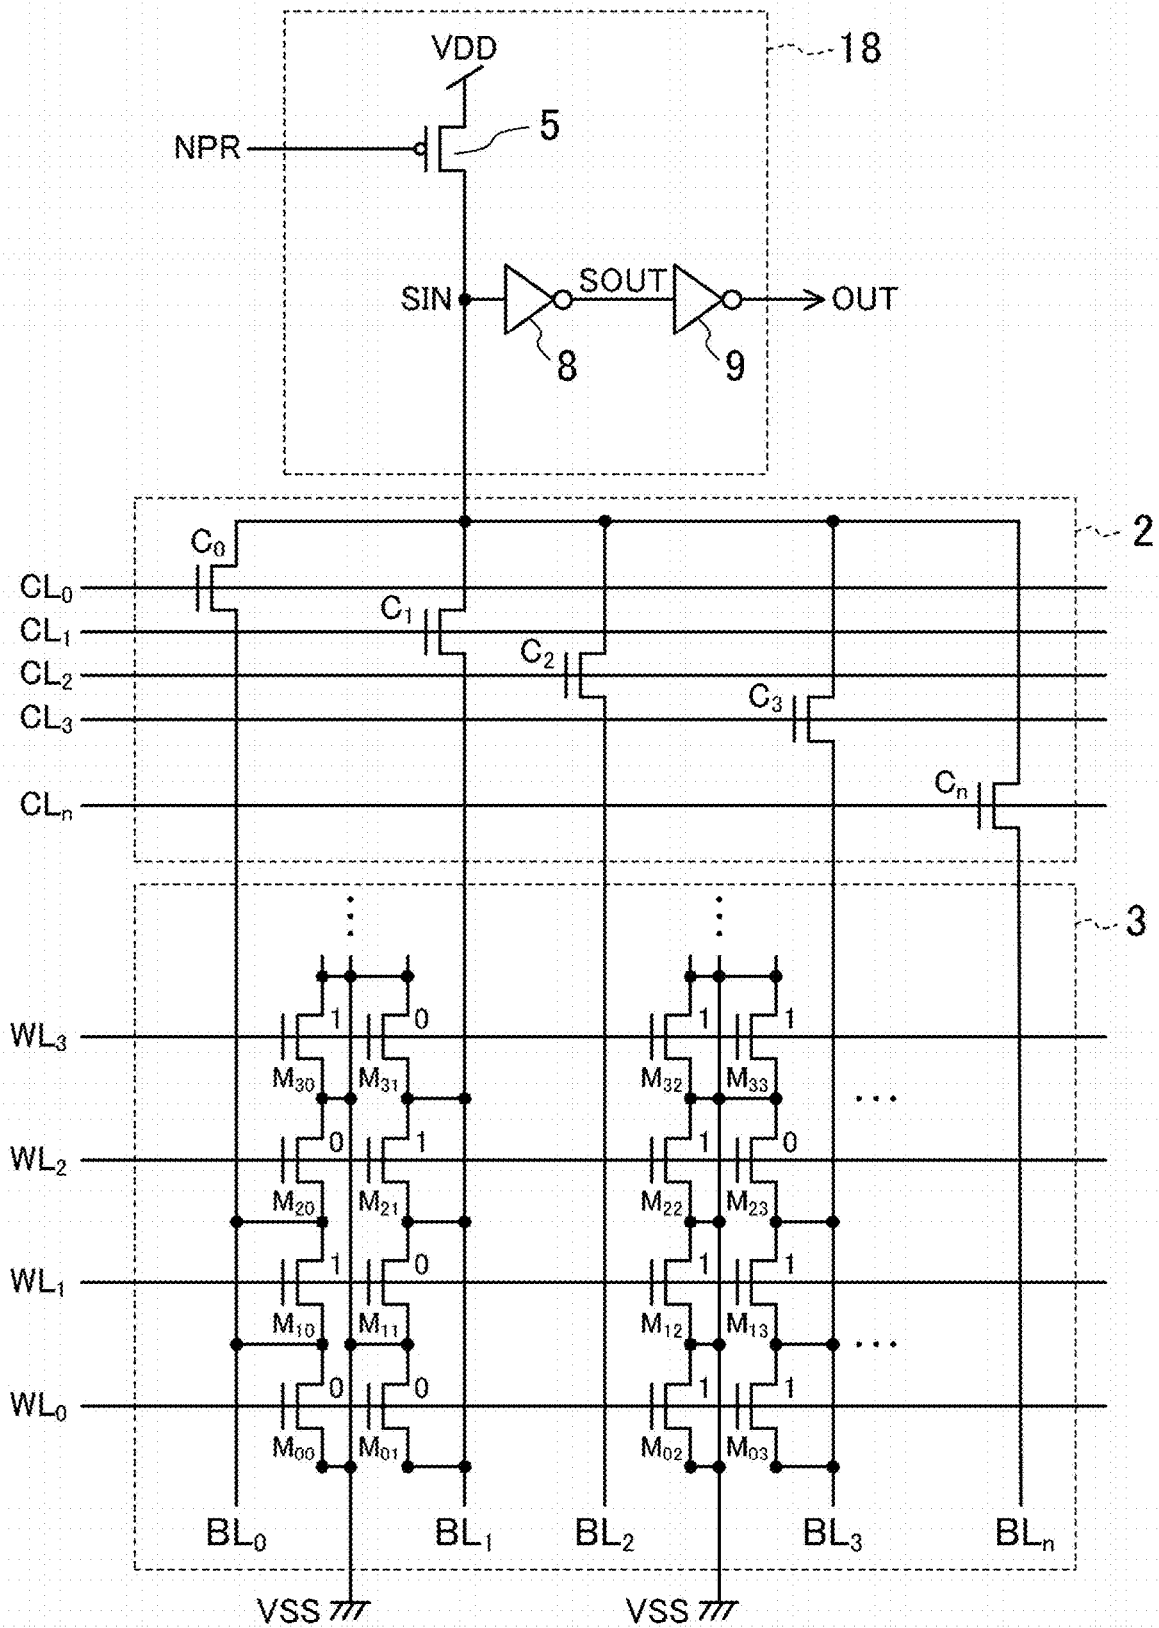 VDD
18
NPR
5
SIN
SOUT
OUT
8
9
2
C0
CL0
C1
CL1
C2
CL2
C3
CL3
Cn
CLn
3
WL3
1 0 1 1
M30 M31 M32 M33
...
WL2
0 1 1 0
M20 M21 M22 M23
WL1
1 0 1 1
M10 M11 M12 M13
...
WL0
0 0 1 1
M00 M01 M02 M03
BL0 BL1 BL2 BL3 BLn
VSS VSS